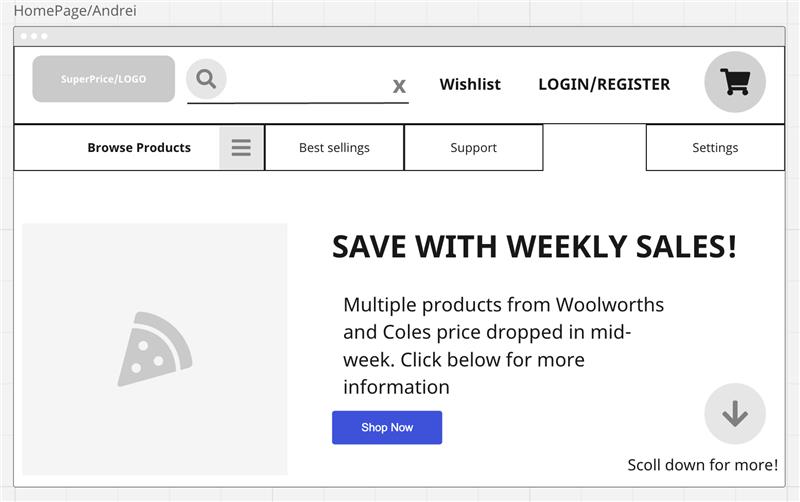 HomePage/Andrei
SuperPrice/LOGO
X
Wishlist
LOGIN/REGISTER
Browse Products
Best sellings
Support
Settings
SAVE WITH WEEKLY SALES!
Multiple products from Woolworths
and Coles price dropped in mid-
week. Click below for more
information
Shop Now
Scoll down for more!